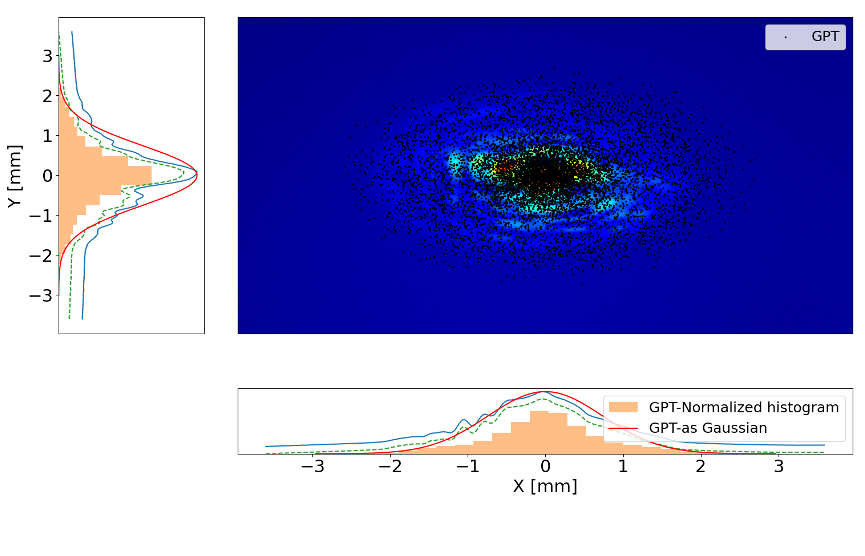 GPT
3
2
1
0
−1
−2
−3
Y [mm]
GPT-Normalized histogram
GPT-as Gaussian
−3 −2 −1 0 1 2 3
X [mm]